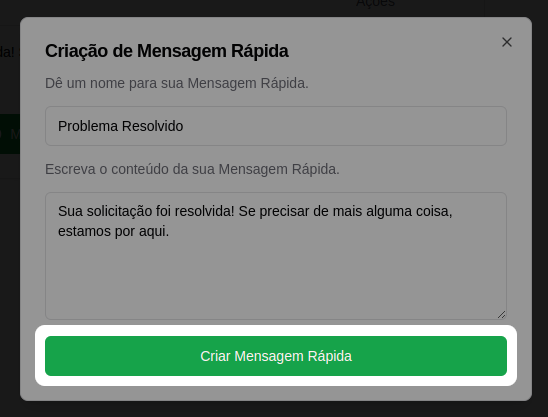 Ações
da!
M
Criação de Mensagem Rápida
Dê um nome para sua Mensagem Rápida.
Problema Resolvido
Escreva o conteúdo da sua Mensagem Rápida.
Sua solicitação foi resolvida! Se precisar de mais alguma coisa,
estamos por aqui.
Criar Mensagem Rápida